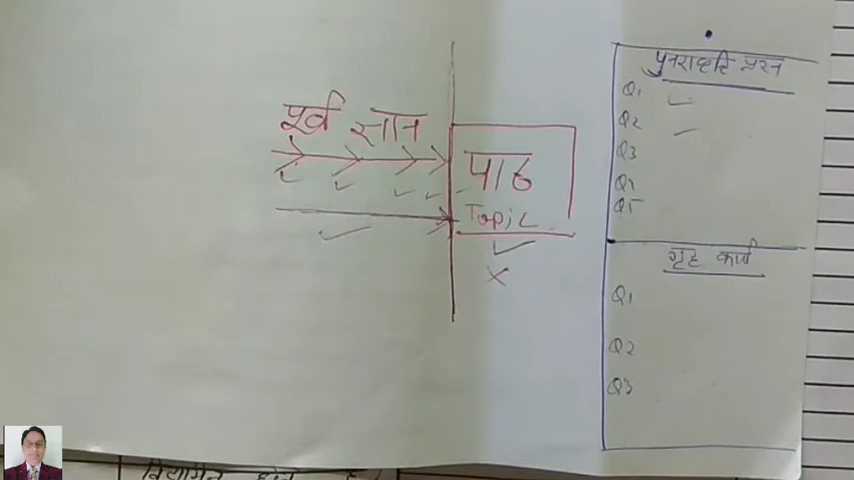 पूर्व ज्ञान
पाठ
Topic
पुनरावृत्ति प्रश्न
Q1
Q2
Q3
Q4
Q5
गृह कार्य
Q1
Q2
Q3